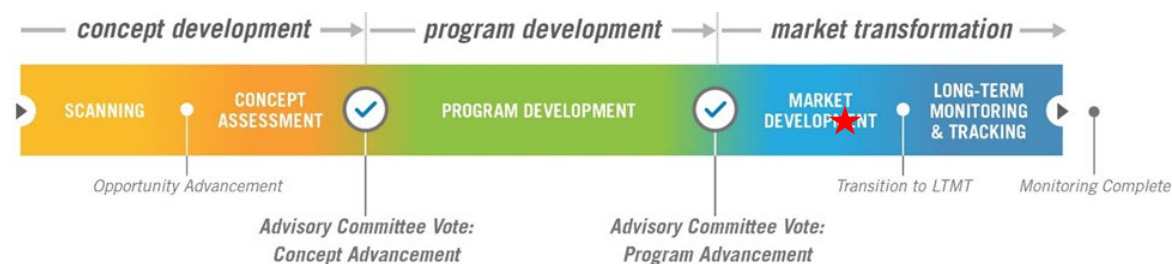 concept development
program development
market transformation
SCANNING
CONCEPT
ASSESSMENT
PROGRAM DEVELOPMENT
MARKET
DEVELOPMENT
LONG-TERM
MONITORING
& TRACKING
Opportunity Advancement
Transition to LTMT
Monitoring Complete
Advisory Committee Vote:
Concept Advancement
Advisory Committee Vote:
Program Advancement